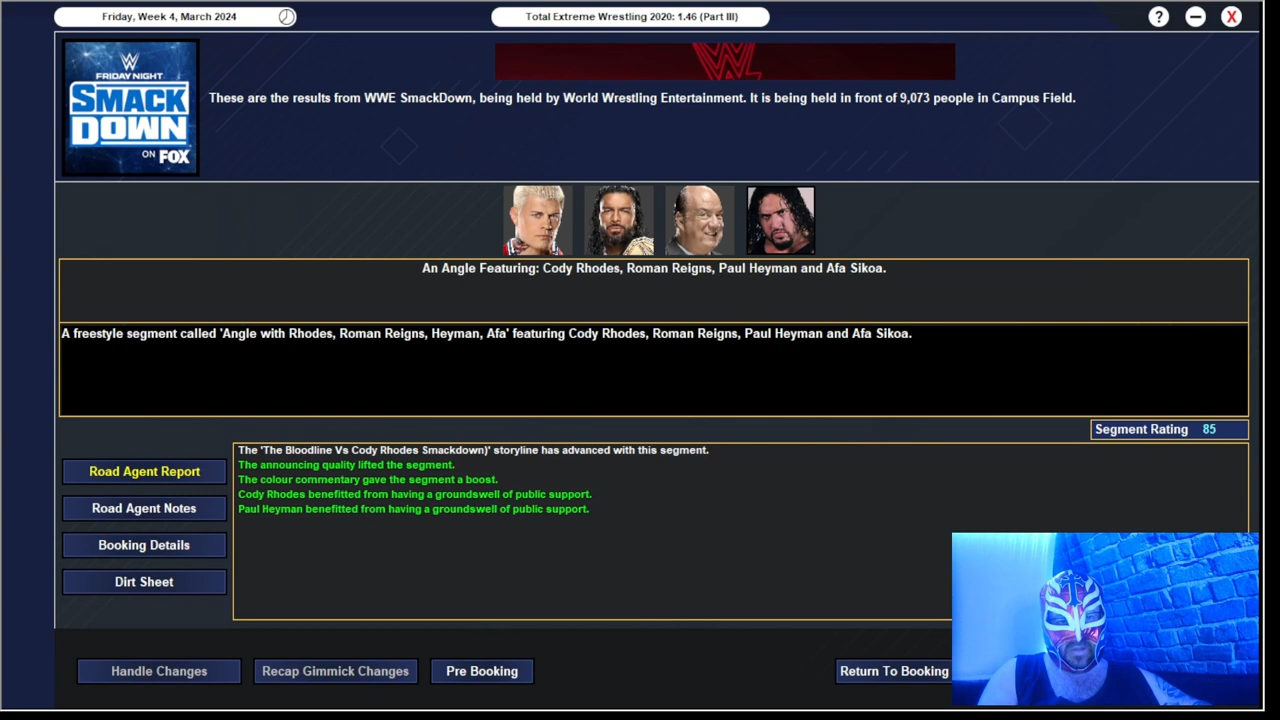 Friday, Week 4, March 2024
Total Extreme Wrestling 2020: 1.46 (Part III)
?
X
W
FRIDAY NIGHT
SMACK
DOWN
ON FOX
These are the results from WWE SmackDown, being held by World Wrestling Entertainment. It is being held in front of 9,073 people in Campus Field.
An Angle Featuring: Cody Rhodes, Roman Reigns, Paul Heyman and Afa Sikoa.
A freestyle segment called 'Angle with Rhodes, Roman Reigns, Heyman, Afa' featuring Cody Rhodes, Roman Reigns, Paul Heyman and Afa Sikoa.
Segment Rating 85
The 'The Bloodline Vs Cody Rhodes Smackdown)' storyline has advanced with this segment.
The announcing quality lifted the segment.
The colour commentary gave the segment a boost.
Cody Rhodes benefitted from having a groundswell of public support.
Paul Heyman benefitted from having a groundswell of public support.
Road Agent Report
Road Agent Notes
Booking Details
Dirt Sheet
Handle Changes
Recap Gimmick Changes
Pre Booking
Return To Booking